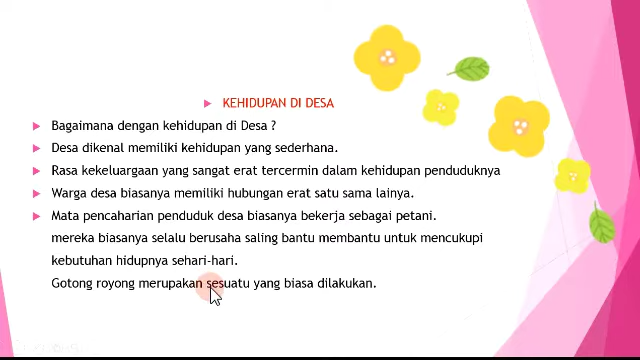 KEHIDUPAN DI DESA
Bagaimana dengan kehidupan di Desa ?
Desa dikenal memiliki kehidupan yang sederhana.
Rasa kekeluargaan yang sangat erat tercermin dalam kehidupan penduduknya
Warga desa biasanya memiliki hubungan erat satu sama lainya.
Mata pencaharian penduduk desa biasanya bekerja sebagai petani.
mereka biasanya selalu berusaha saling bantu membantu untuk mencukupi
kebutuhan hidupnya sehari-hari.
Gotong royong merupakan sesuatu yang biasa dilakukan.